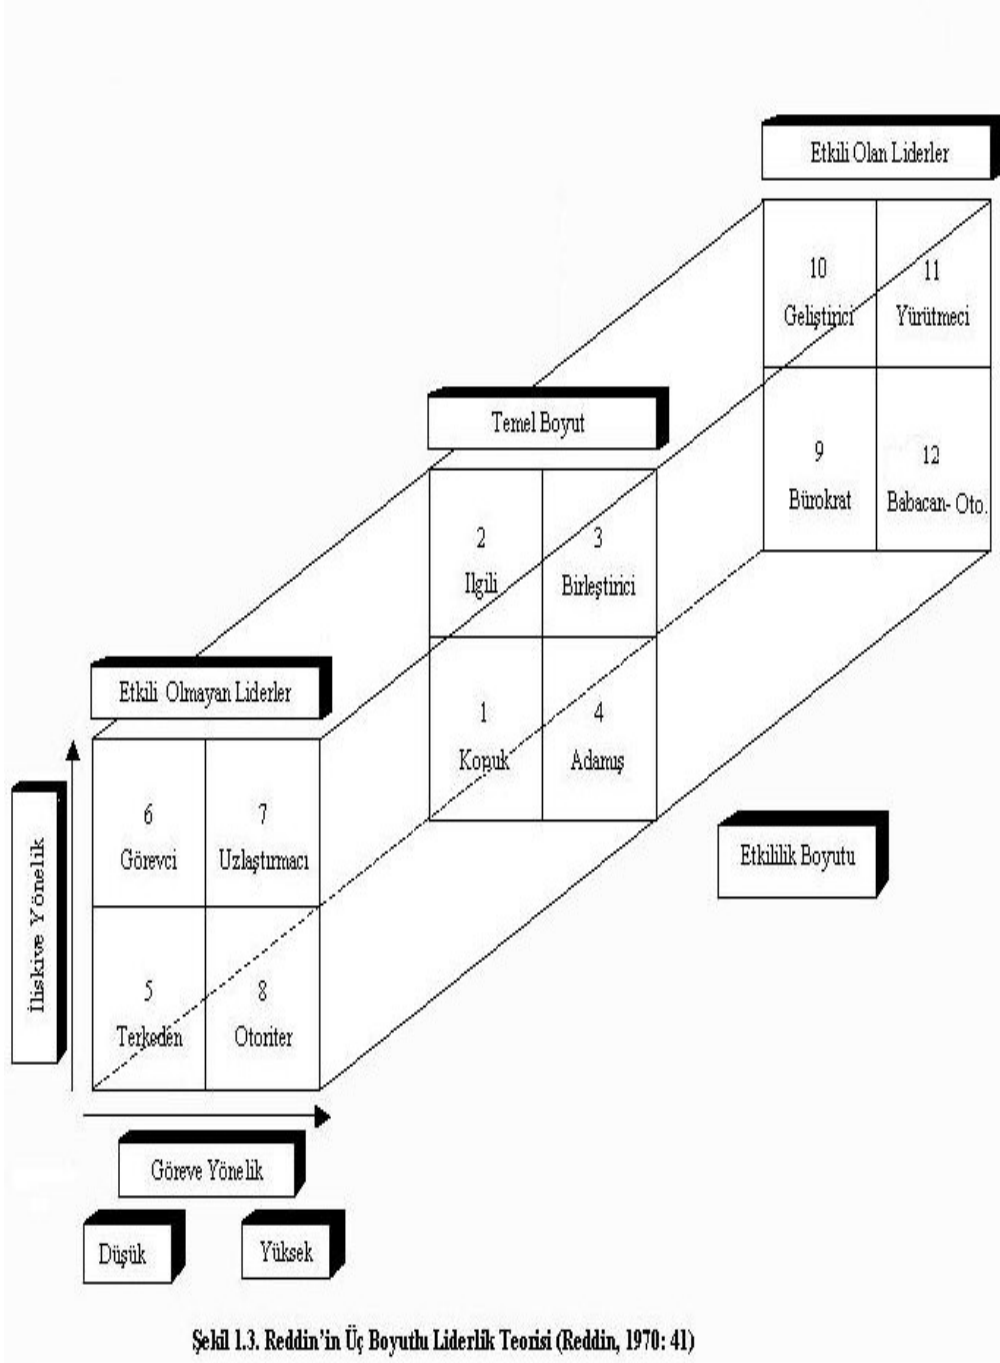 Etkili Olan Liderler
10
Geliştirici
11
Yürütmeci
9
Bürokrat
12
Babacan- Oto.
Temel Boyut
2
Ilgili
3
Birleştirici
1
Kopuk
4
Adamış
Etkili Olmayan Liderler
6
Görevci
7
Uzlaştırmacı
5
Terkeden
8
Otoriter
İliskive Yönelik
Etkililik Boyutu
Göreve Yönelik
Düşük
Yüksek
Şekil 1.3. Reddin'in Üç Boyutlu Liderlik Teorisi (Reddin, 1970: 41)